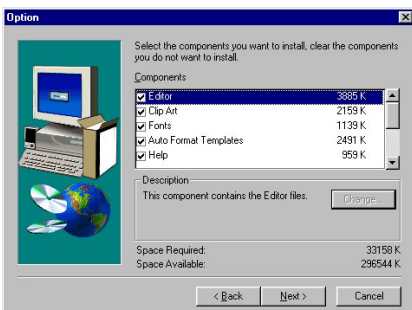 Option
Select the components you want to install, clear the components
you do not want to install.
Components
Editor 3885 K
Clip Art 2159 K
Fonts 1139 K
Auto Format Templates 2491 K
Help 959 K
Description
This component contains the Editor files.
Change...
Space Required: 33158 K
Space Available: 296544 K
< Back Next > Cancel